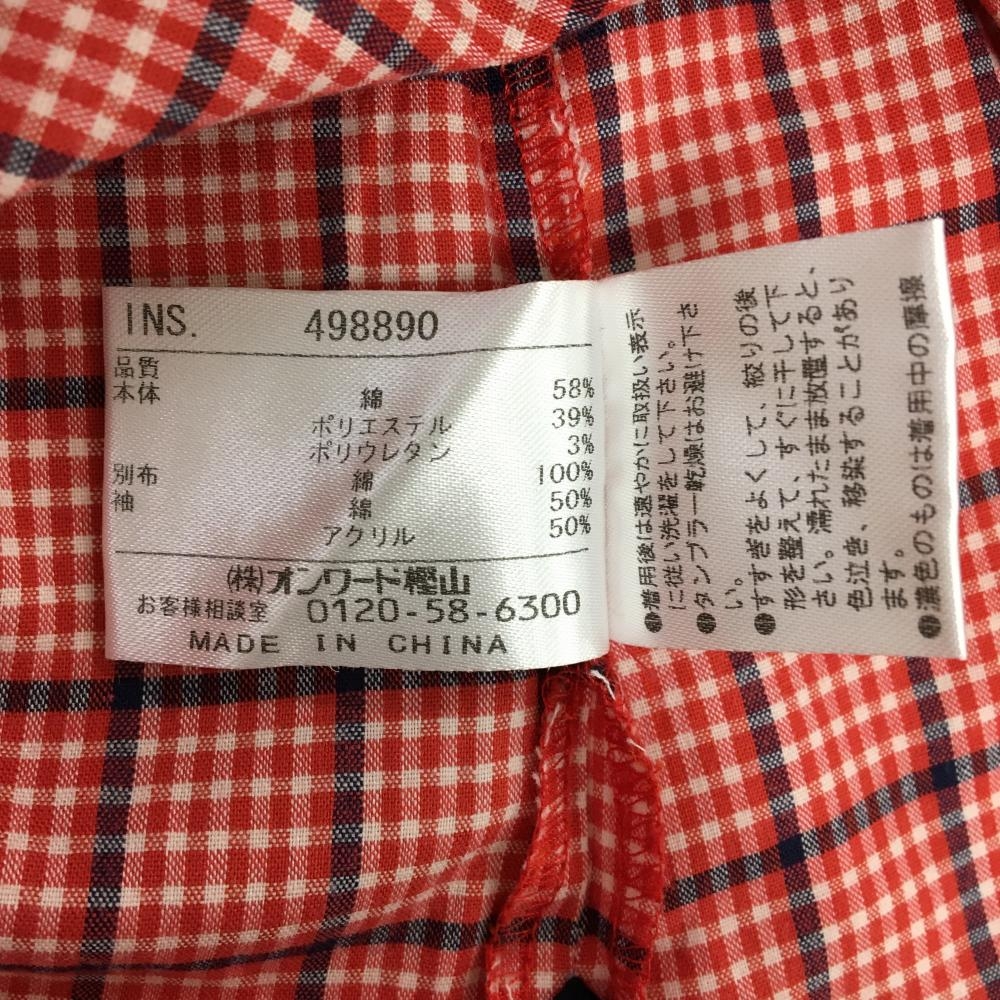 INS. 498890
品質
本体 綿 58%
ポリエステル 39%
ポリウレタン 3%
別布 綿 100%
袖 綿 50%
アクリル 50%
(株)オンワード樫山
お客様相談室 0120-58-6300
MADE IN CHINA
●着用後は速やかに取扱い表示
に従い洗濯をして下さい。
●タンブラー乾燥はお避け下さ
い。
●すすぎをよくして、絞りの後
形を整えて、すぐに干して下
さい。濡れたまま放置すると、
色泣き、移染することがあり
ます。
●濃色のものは着用中の摩擦